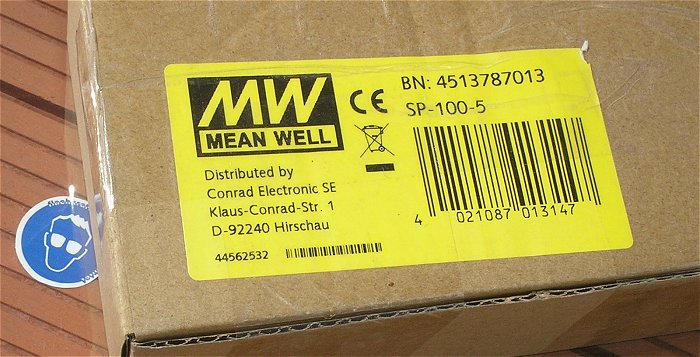 MW
MEAN WELL
CE
BN: 4513787013
SP-100-5
Distributed by
Conrad Electronic SE
Klaus-Conrad-Str. 1
D-92240 Hirschau
44562532
4 021087 013147